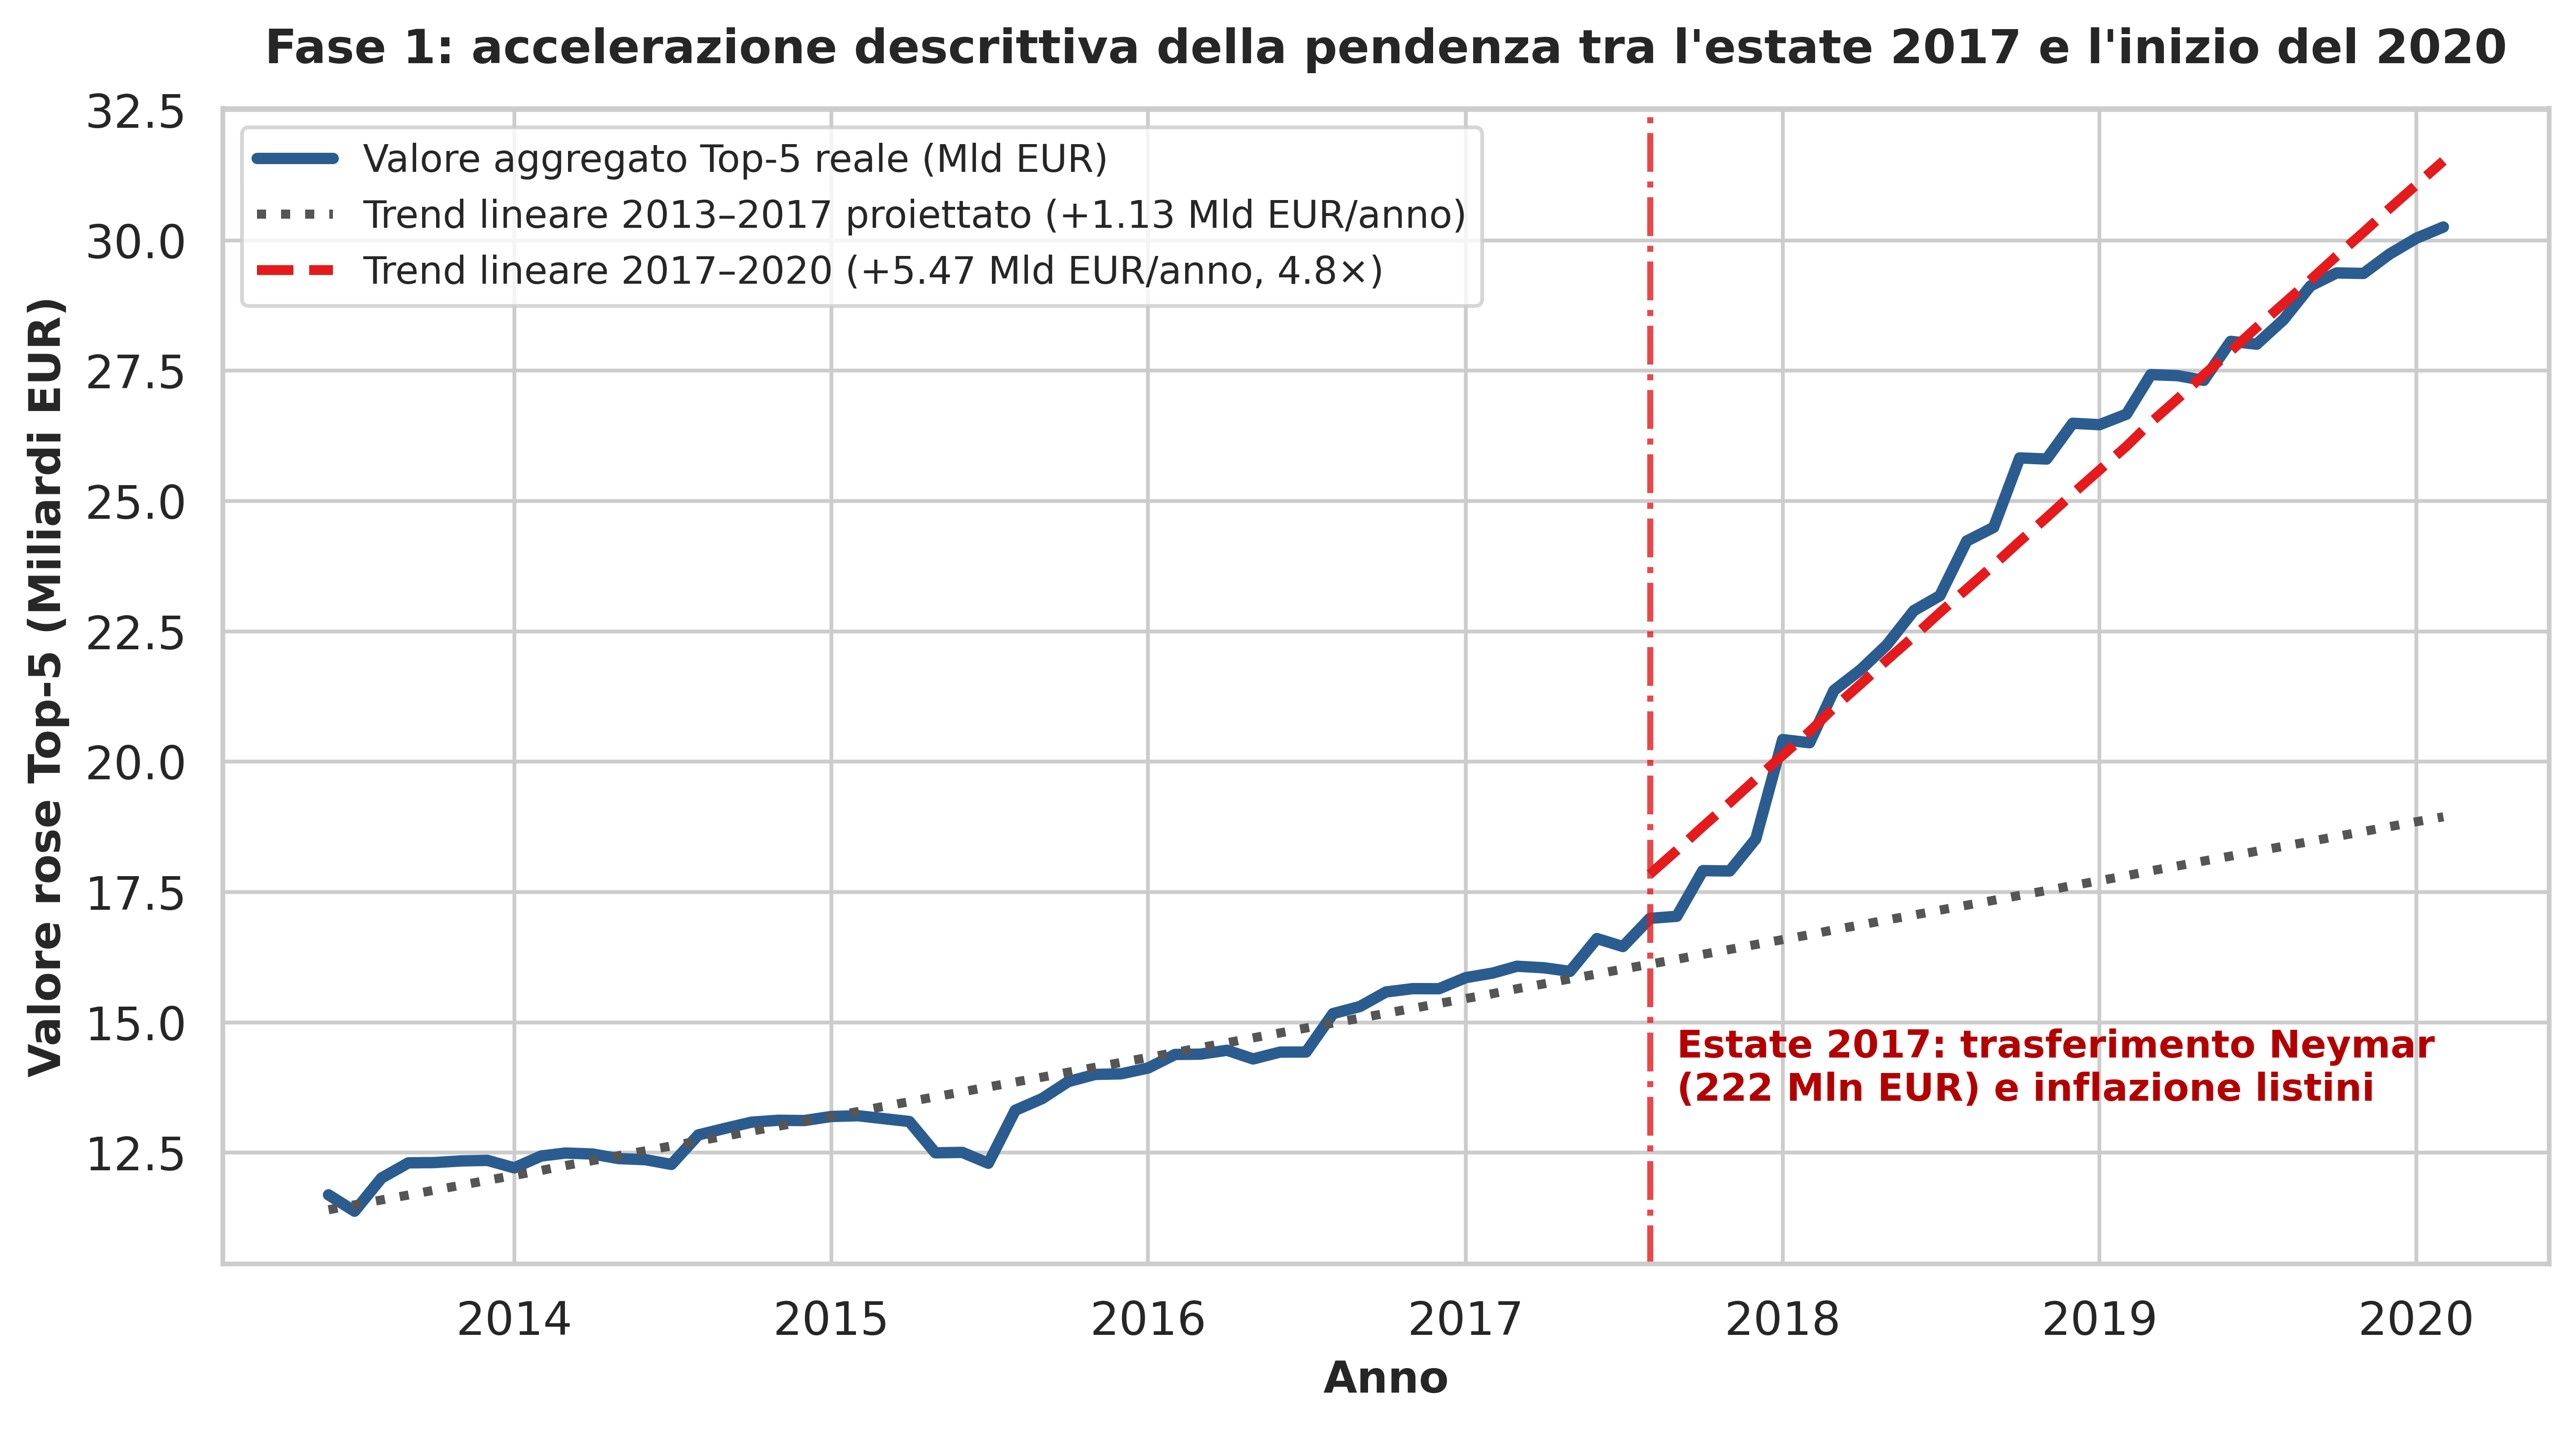 Fase 1: accelerazione descrittiva della pendenza tra l'estate 2017 e l'inizio del 2020
Valore rose Top-5 (Miliardi EUR)
32.5
30.0
27.5
25.0
22.5
20.0
17.5
15.0
12.5
Valore aggregato Top-5 reale (Mld EUR)
Trend lineare 2013–2017 proiettato (+1.13 Mld EUR/anno)
Trend lineare 2017–2020 (+5.47 Mld EUR/anno, 4.8×)
Estate 2017: trasferimento Neymar
(222 Mln EUR) e inflazione listini
2014 2015 2016 2017 2018 2019 2020
Anno